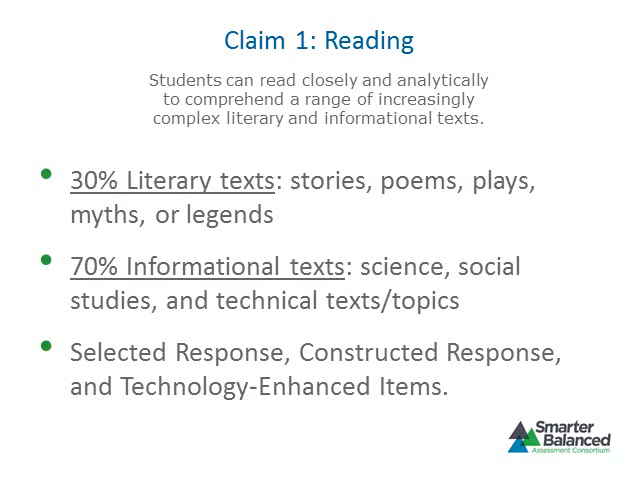 Claim 1: Reading
Students can read closely and analytically
to comprehend a range of increasingly
complex literary and informational texts.
• 30% Literary texts: stories, poems, plays,
myths, or legends
• 70% Informational texts: science, social
studies, and technical texts/topics
• Selected Response, Constructed Response,
and Technology-Enhanced Items.
Smarter
Balanced
Assessment Consortium